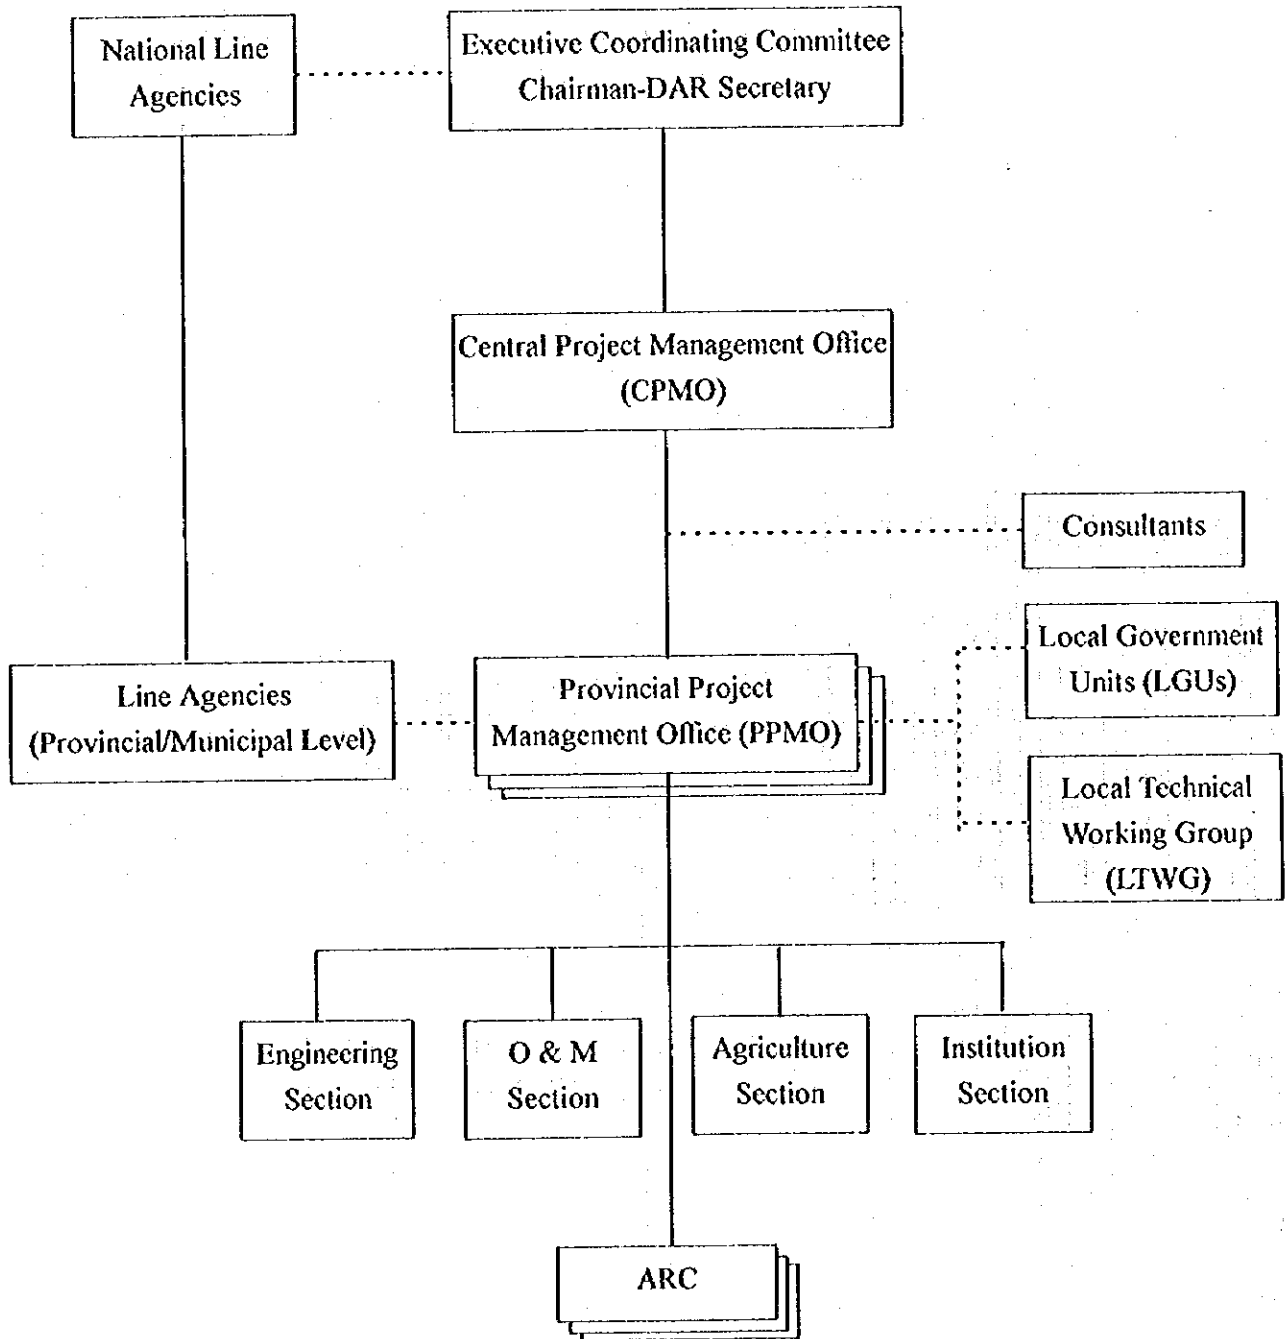 National Line
Agencies
Executive Coordinating Committee
Chairman-DAR Secretary
Central Project Management Office
(CPMO)
Consultants
Local Government
Units (LGUs)
Line Agencies
(Provincial/Municipal Level)
Provincial Project
Management Office (PPMO)
Local Technical
Working Group
(LTWG)
Engineering
Section
O & M
Section
Agriculture
Section
Institution
Section
ARC